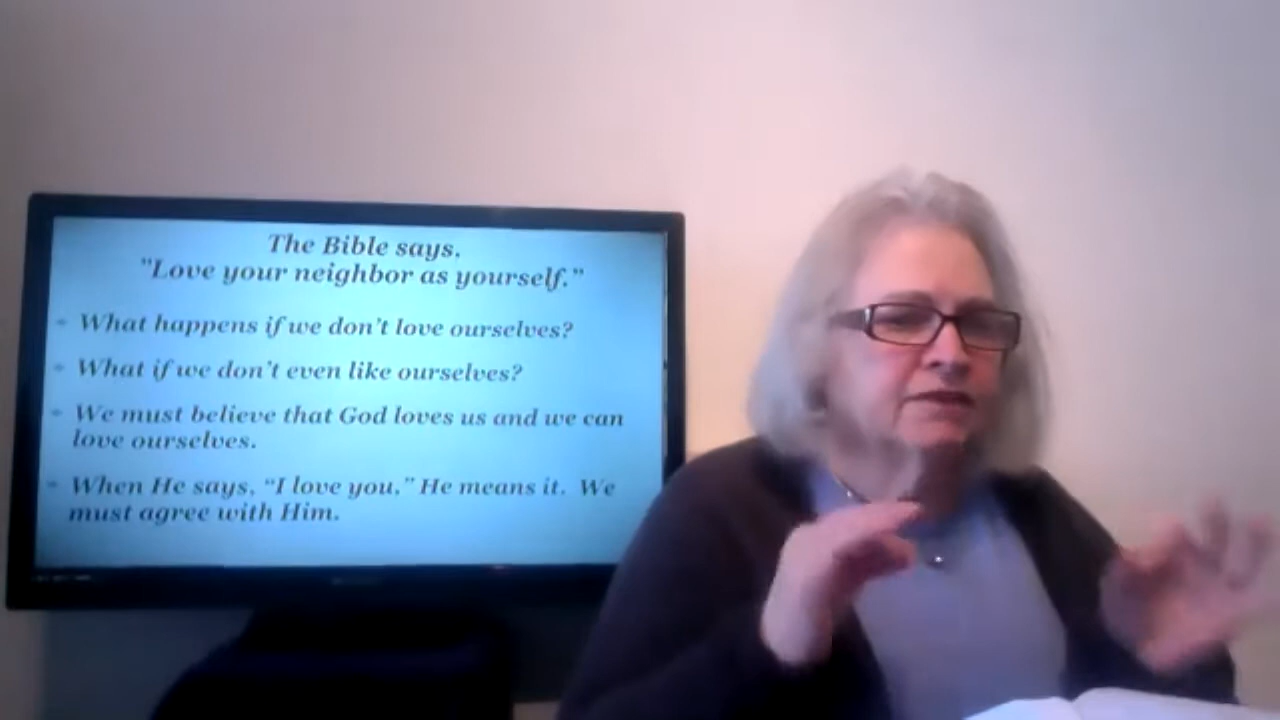 The Bible says.
"Love your neighbor as yourself."
What happens if we don't love ourselves?
What if we don't even like ourselves?
We must believe that God loves us and we can
love ourselves.
When He says, "I love you," He means it. We
must agree with Him.